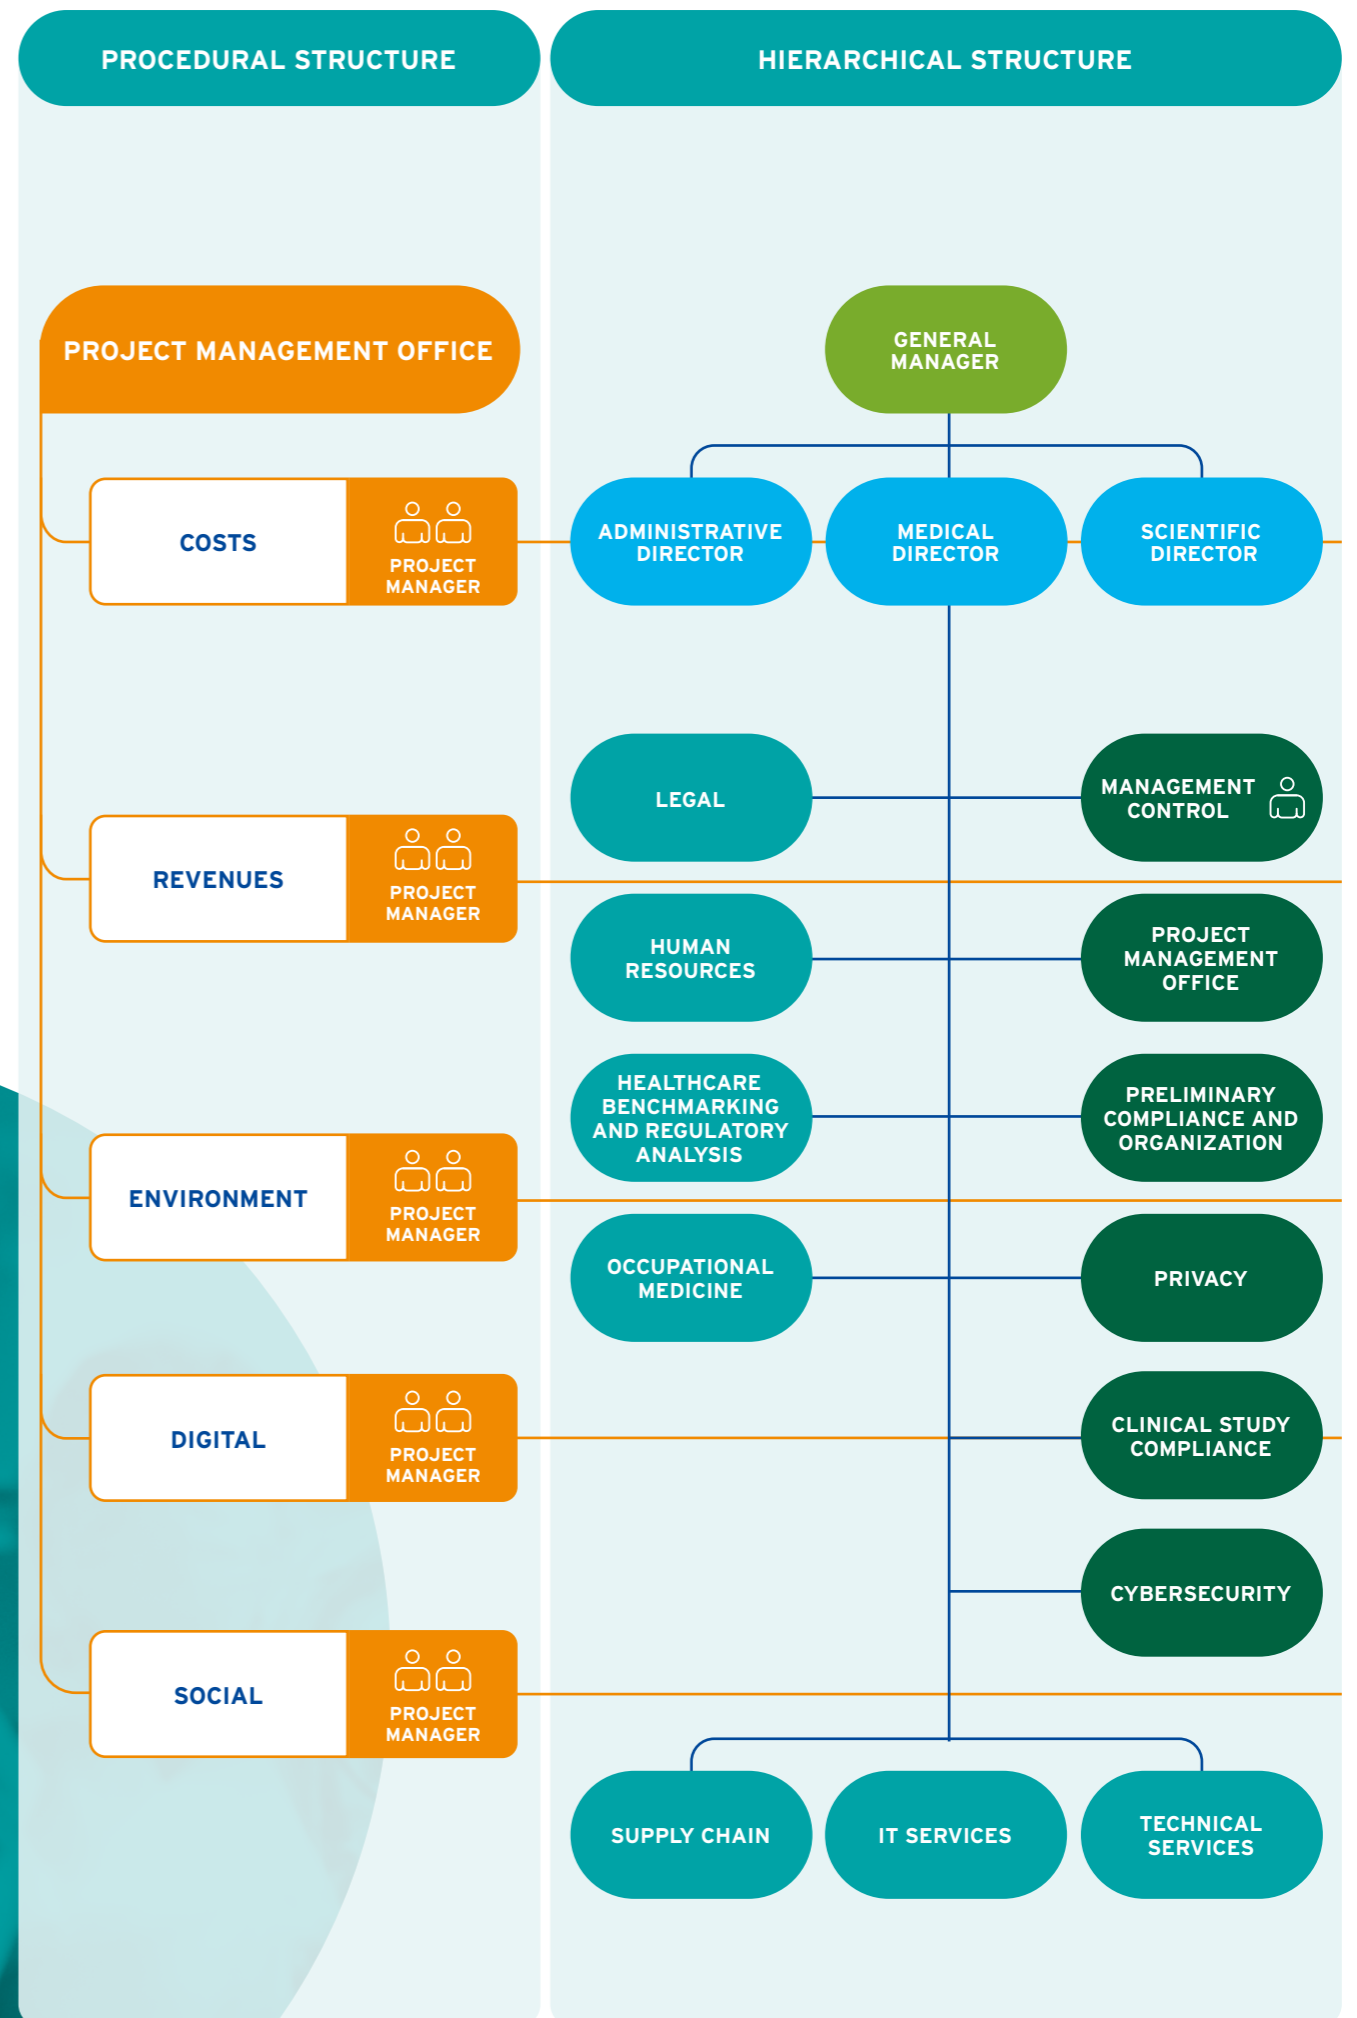 PROCEDURAL STRUCTURE
HIERARCHICAL STRUCTURE
PROJECT MANAGEMENT OFFICE
GENERAL
MANAGER
COSTS
PROJECT
MANAGER
ADMINISTRATIVE
DIRECTOR
MEDICAL
DIRECTOR
SCIENTIFIC
DIRECTOR
LEGAL
MANAGEMENT
CONTROL
REVENUES
PROJECT
MANAGER
HUMAN
RESOURCES
PROJECT
MANAGEMENT
OFFICE
HEALTHCARE
BENCHMARKING
AND REGULATORY
ANALYSIS
PRELIMINARY
COMPLIANCE AND
ORGANIZATION
ENVIRONMENT
PROJECT
MANAGER
OCCUPATIONAL
MEDICINE
PRIVACY
DIGITAL
PROJECT
MANAGER
CLINICAL STUDY
COMPLIANCE
CYBERSECURITY
SOCIAL
PROJECT
MANAGER
SUPPLY CHAIN
IT SERVICES
TECHNICAL
SERVICES